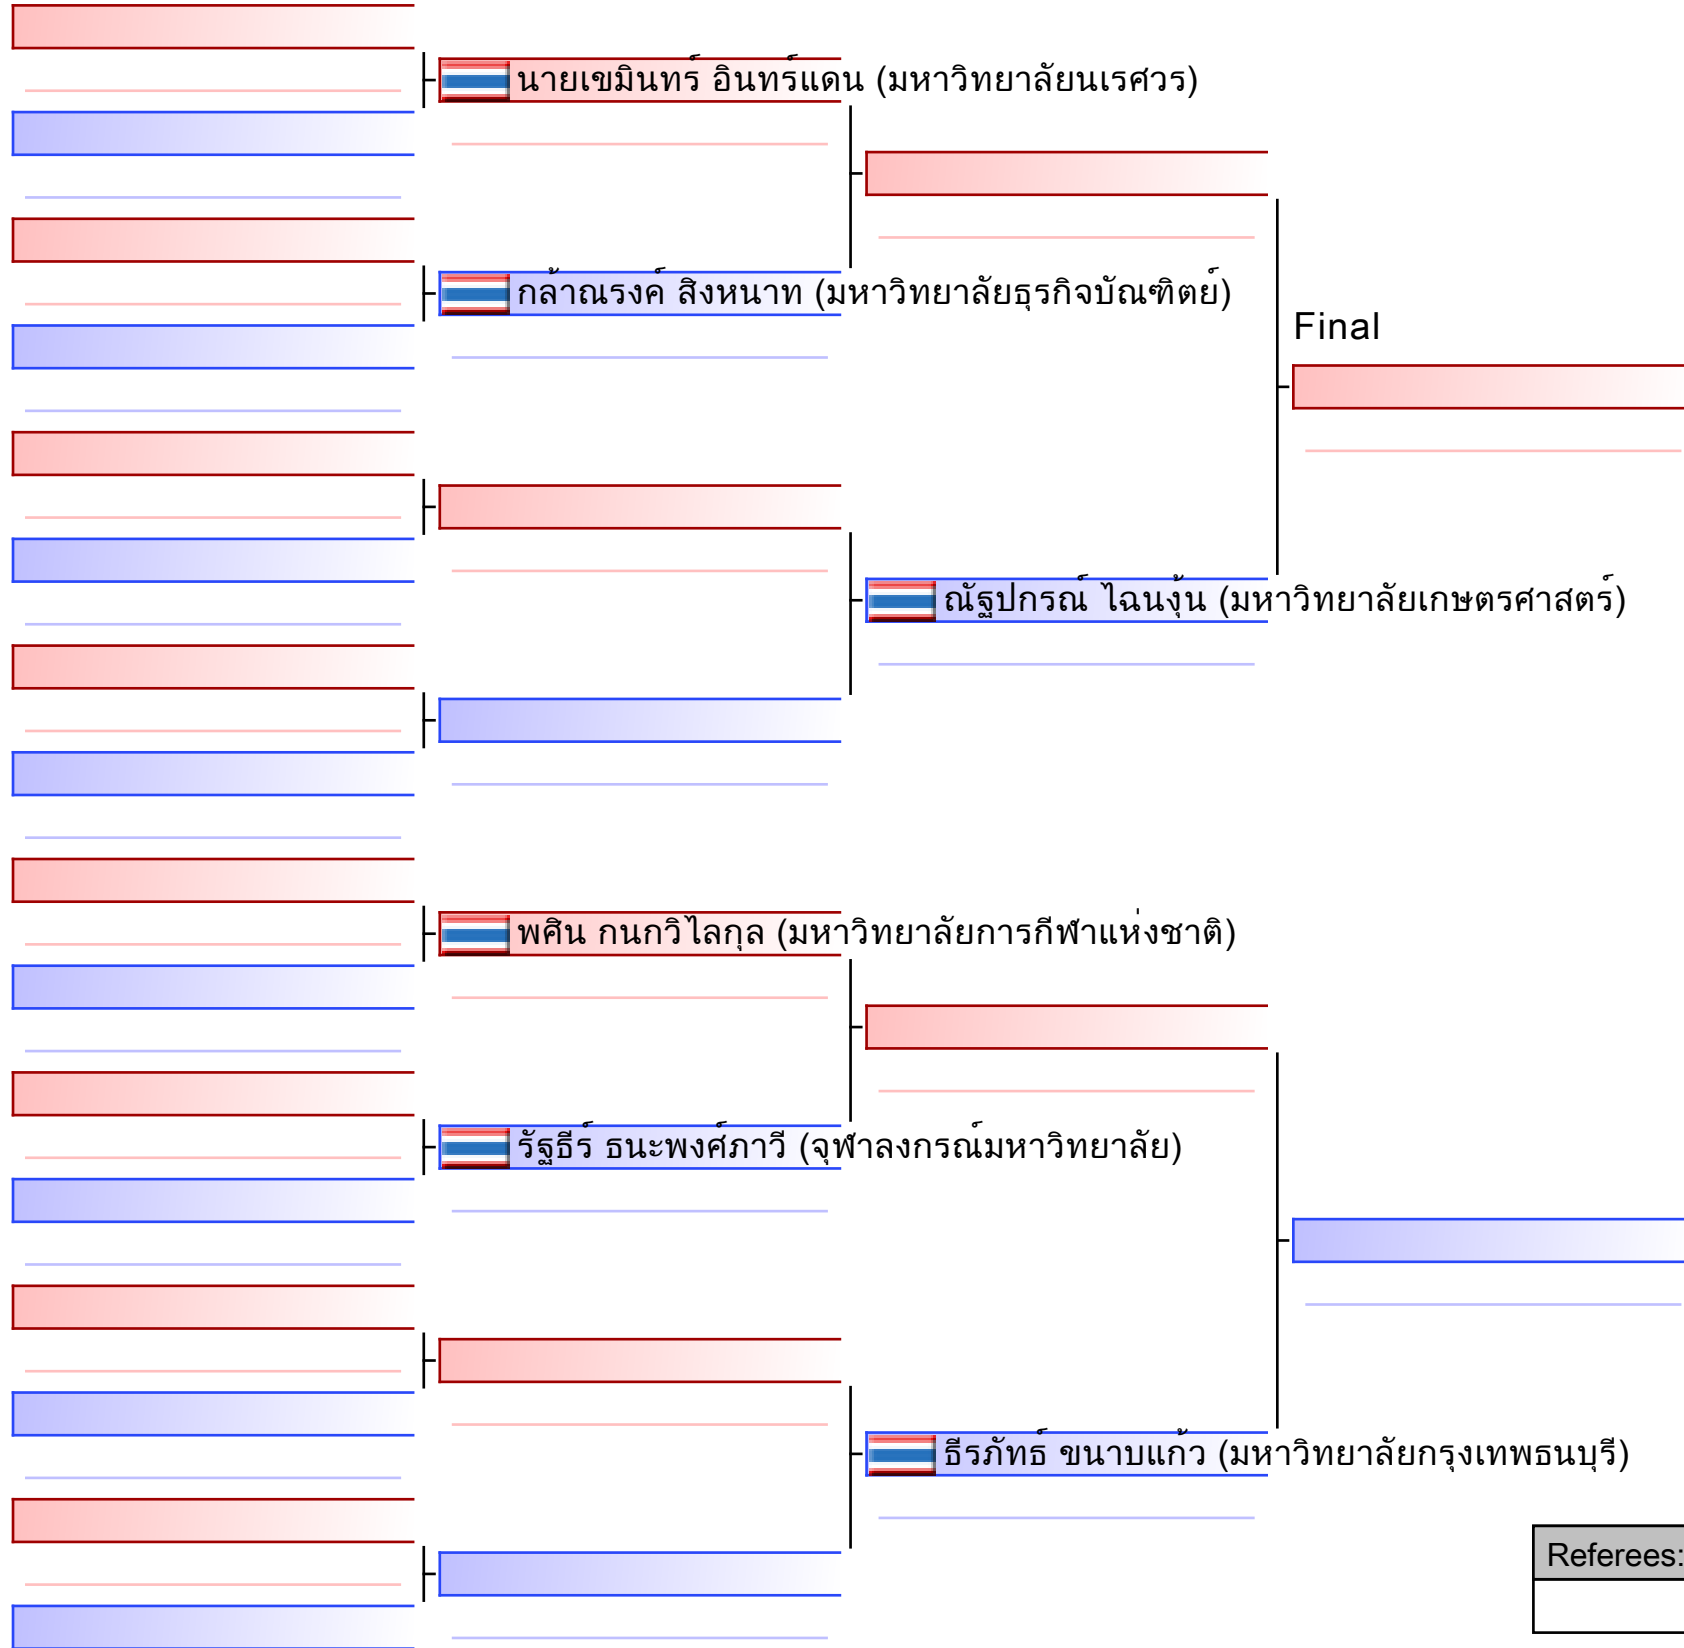 นายเขมินทร์ อินทร์แดน (มหาวิทยาลัยนเรศวร)
กล้าณรงค์ สิงหนาท (มหาวิทยาลัยธุรกิจบัณฑิตย์)
Final
ณัฐปกรณ์ ไฉนงุ้น (มหาวิทยาลัยเกษตรศาสตร์)
พศิน กนกวิไลกุล (มหาวิทยาลัยการกีฬาแห่งชาติ)
รัฐธีร์ ธนะพงศ์ภาวี (จุฬาลงกรณ์มหาวิทยาลัย)
ธีรภัทธ์ ขนาบแก้ว (มหาวิทยาลัยกรุงเทพธนบุรี)
Referees: